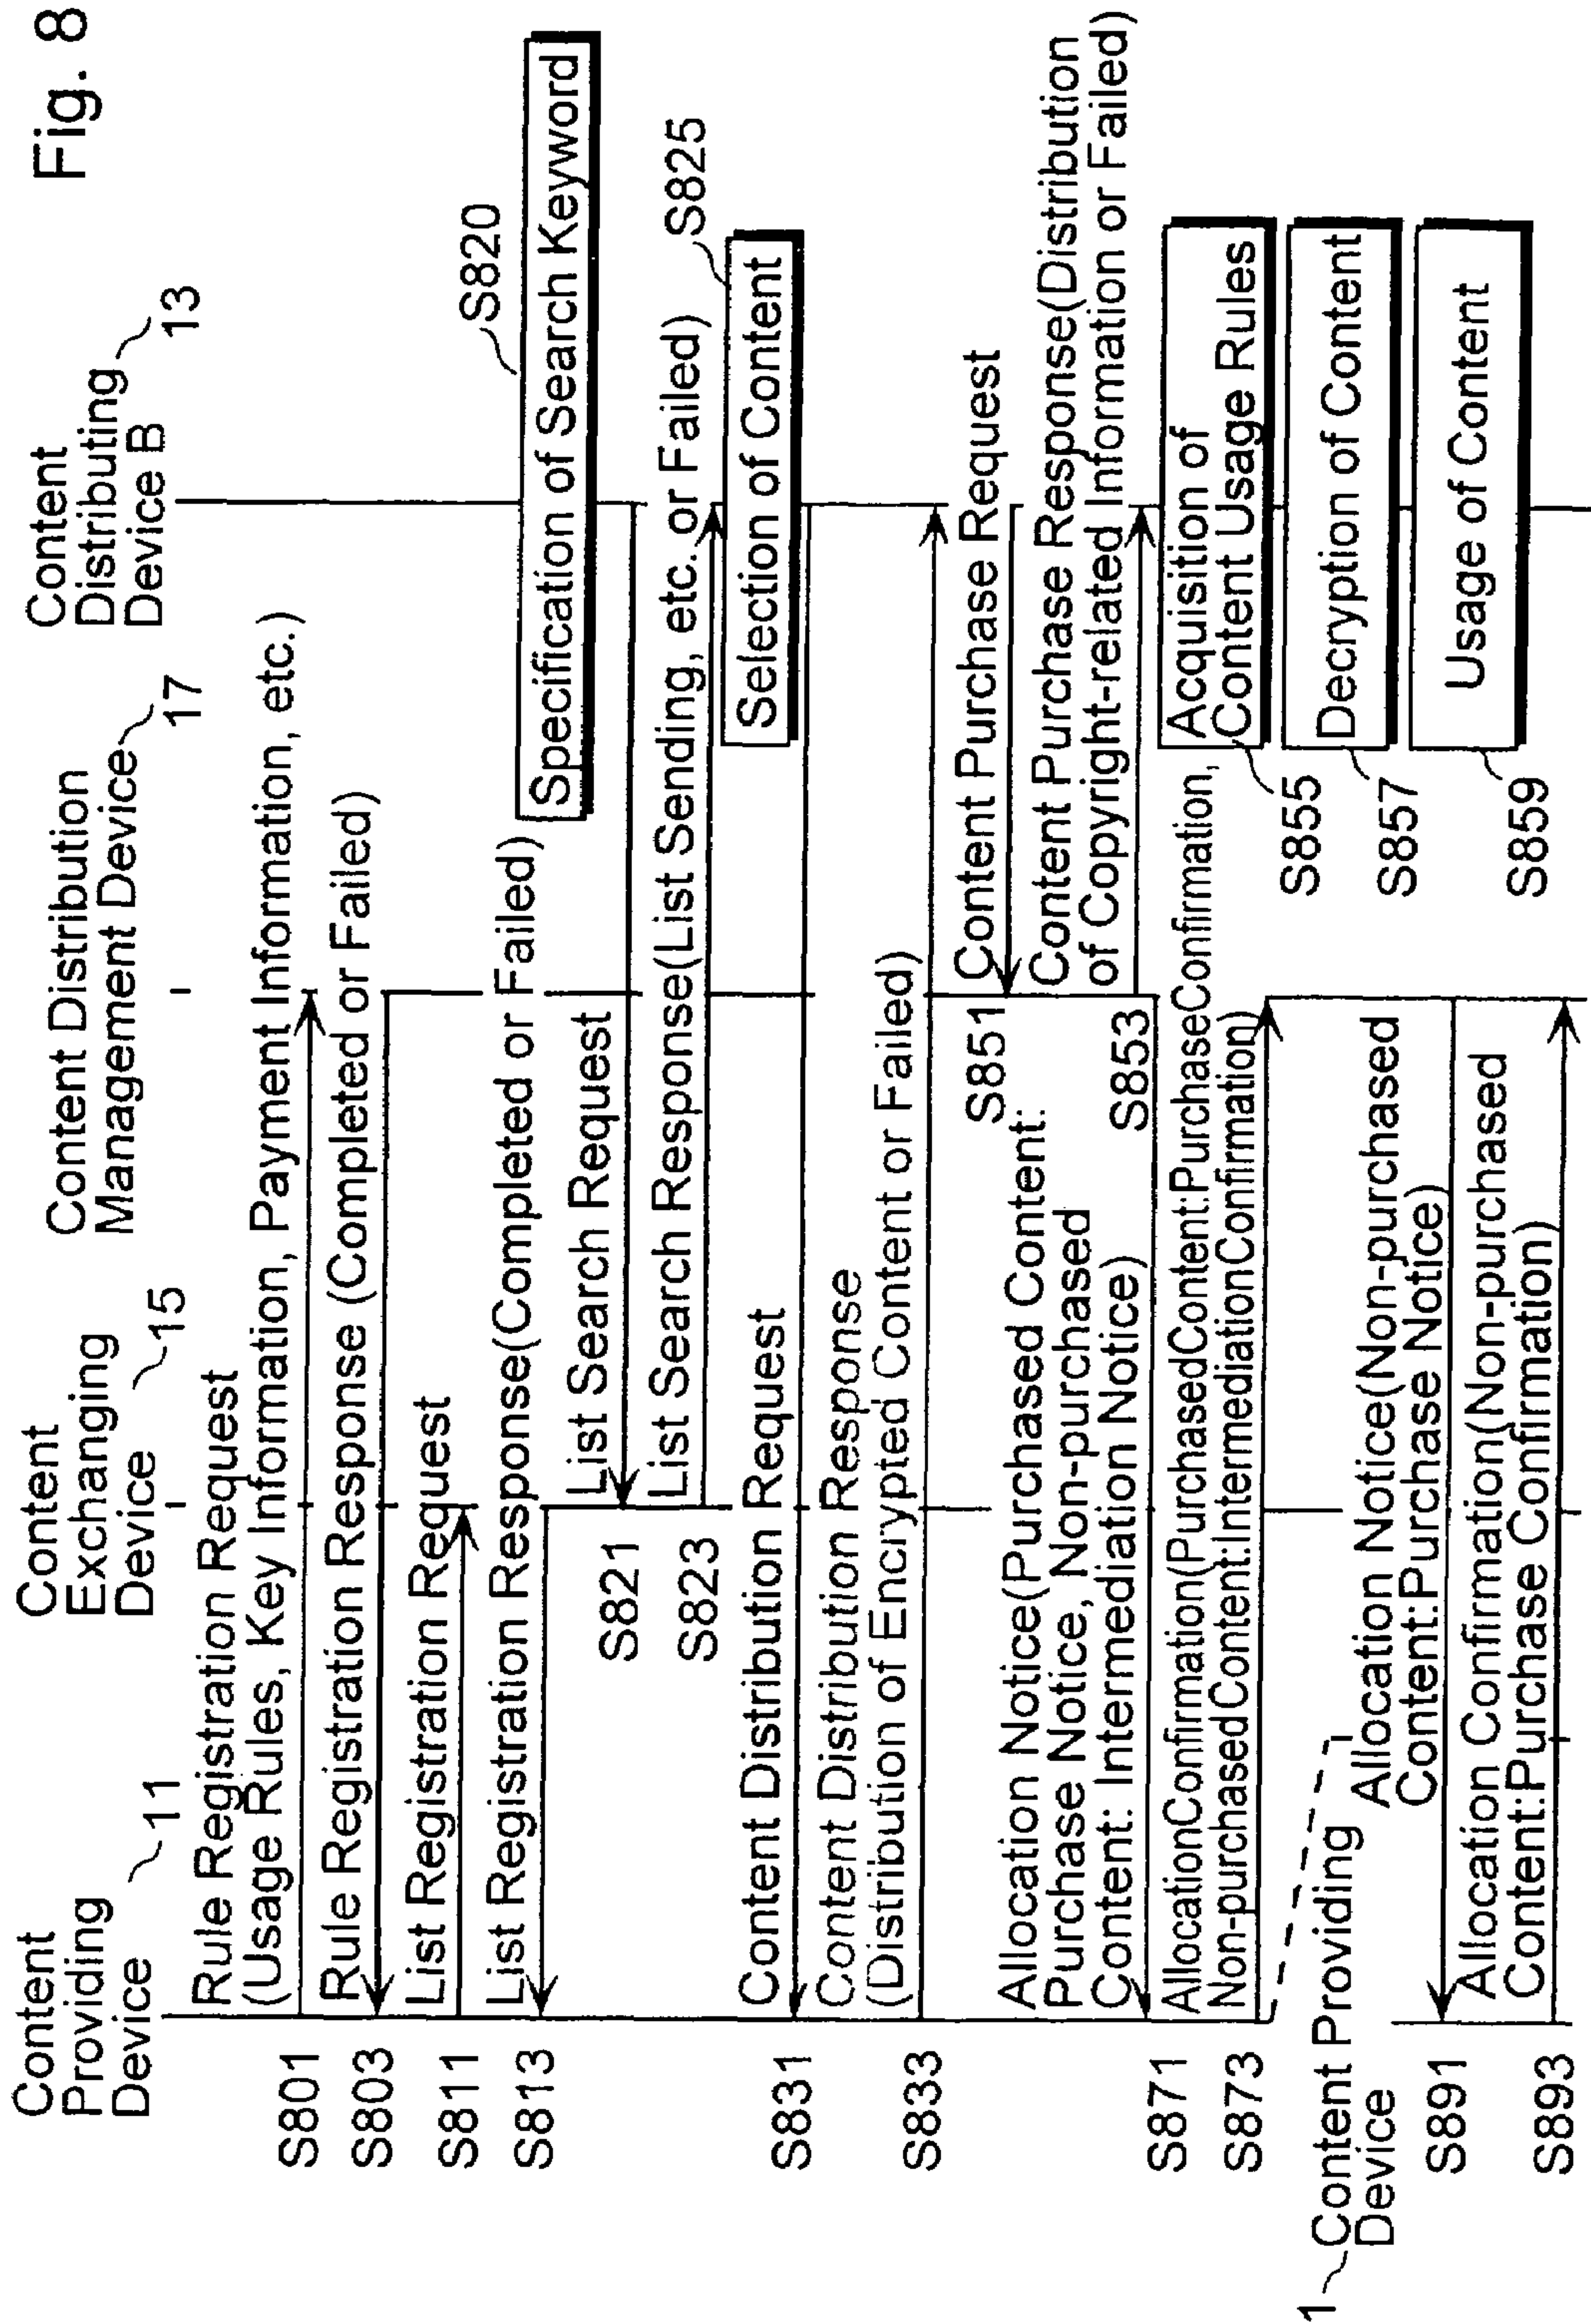 Fig. 8
Content
Providing
Device
11
Content
Exchanging
Device
15
Content Distribution
Management Device
17
Content
Distributing
Device B
13
S801
Rule Registration Request
(Usage Rules, Key Information, Payment Information, etc.)
S803
Rule Registration Response (Completed or Failed)
S811
List Registration Request
S813
List Registration Response(Completed or Failed)
S820
Specification of Search Keyword
S821
List Search Request
S823
List Search Response(List Sending, etc. or Failed)
S825
Selection of Content
S831
Content Distribution Request
S833
Content Distribution Response
(Distribution of Encrypted Content or Failed)
S851
Content Purchase Request
S853
Content Purchase Response(Distribution
of Copyright-related Information or Failed)
S855
Acquisition of
Content Usage Rules
S857
Decryption of Content
S859
Usage of Content
S871
Allocation Notice(Purchased Content:
Purchase Notice, Non-purchased
Content: Intermediation Notice)
S873
AllocationConfirmation(PurchasedContent:PurchaseConfirmation,
Non-purchasedContent:IntermediationConfirmation)
1
Content Providing
Device
S891
Allocation Notice(Non-purchased
Content:Purchase Notice)
S893
Allocation Confirmation(Non-purchased
Content:Purchase Confirmation)